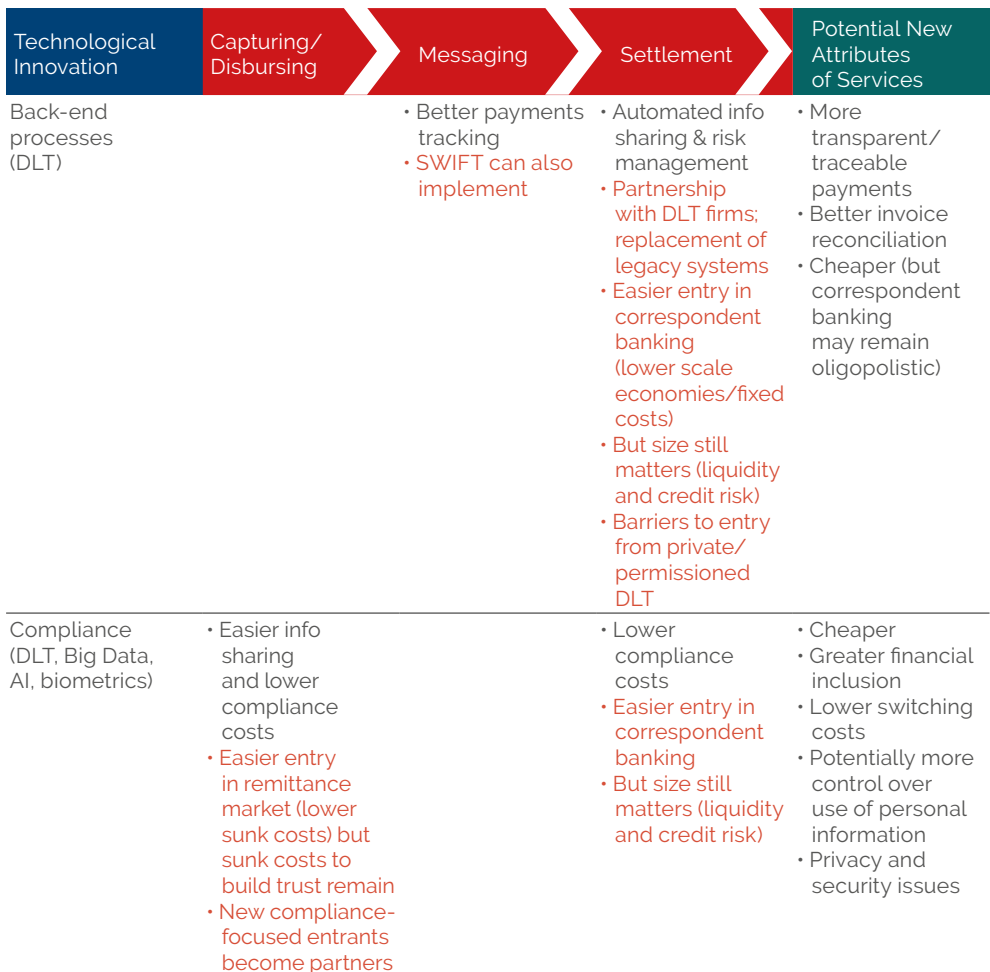 Technological
Innovation
Capturing/
Disbursing
Messaging
Settlement
Potential New
Attributes
of Services
Back-end
processes
(DLT)
• Better payments
tracking
• SWIFT can also
implement
• Automated info
sharing & risk
management
• Partnership
with DLT firms;
replacement of
legacy systems
• Easier entry in
correspondent
banking
(lower scale
economies/fixed
costs)
• But size still
matters (liquidity
and credit risk)
• Barriers to entry
from private/
permissioned
DLT
• More
transparent/
traceable
payments
• Better invoice
reconciliation
• Cheaper (but
correspondent
banking
may remain
oligopolistic)
Compliance
(DLT, Big Data,
AI, biometrics)
• Easier info
sharing
and lower
compliance
costs
• Easier entry
in remittance
market (lower
sunk costs) but
sunk costs to
build trust remain
• New compliance-
focused entrants
become partners
• Lower
compliance
costs
• Easier entry in
correspondent
banking
• But size still
matters (liquidity
and credit risk)
• Cheaper
• Greater financial
inclusion
• Lower switching
costs
• Potentially more
control over
use of personal
information
• Privacy and
security issues